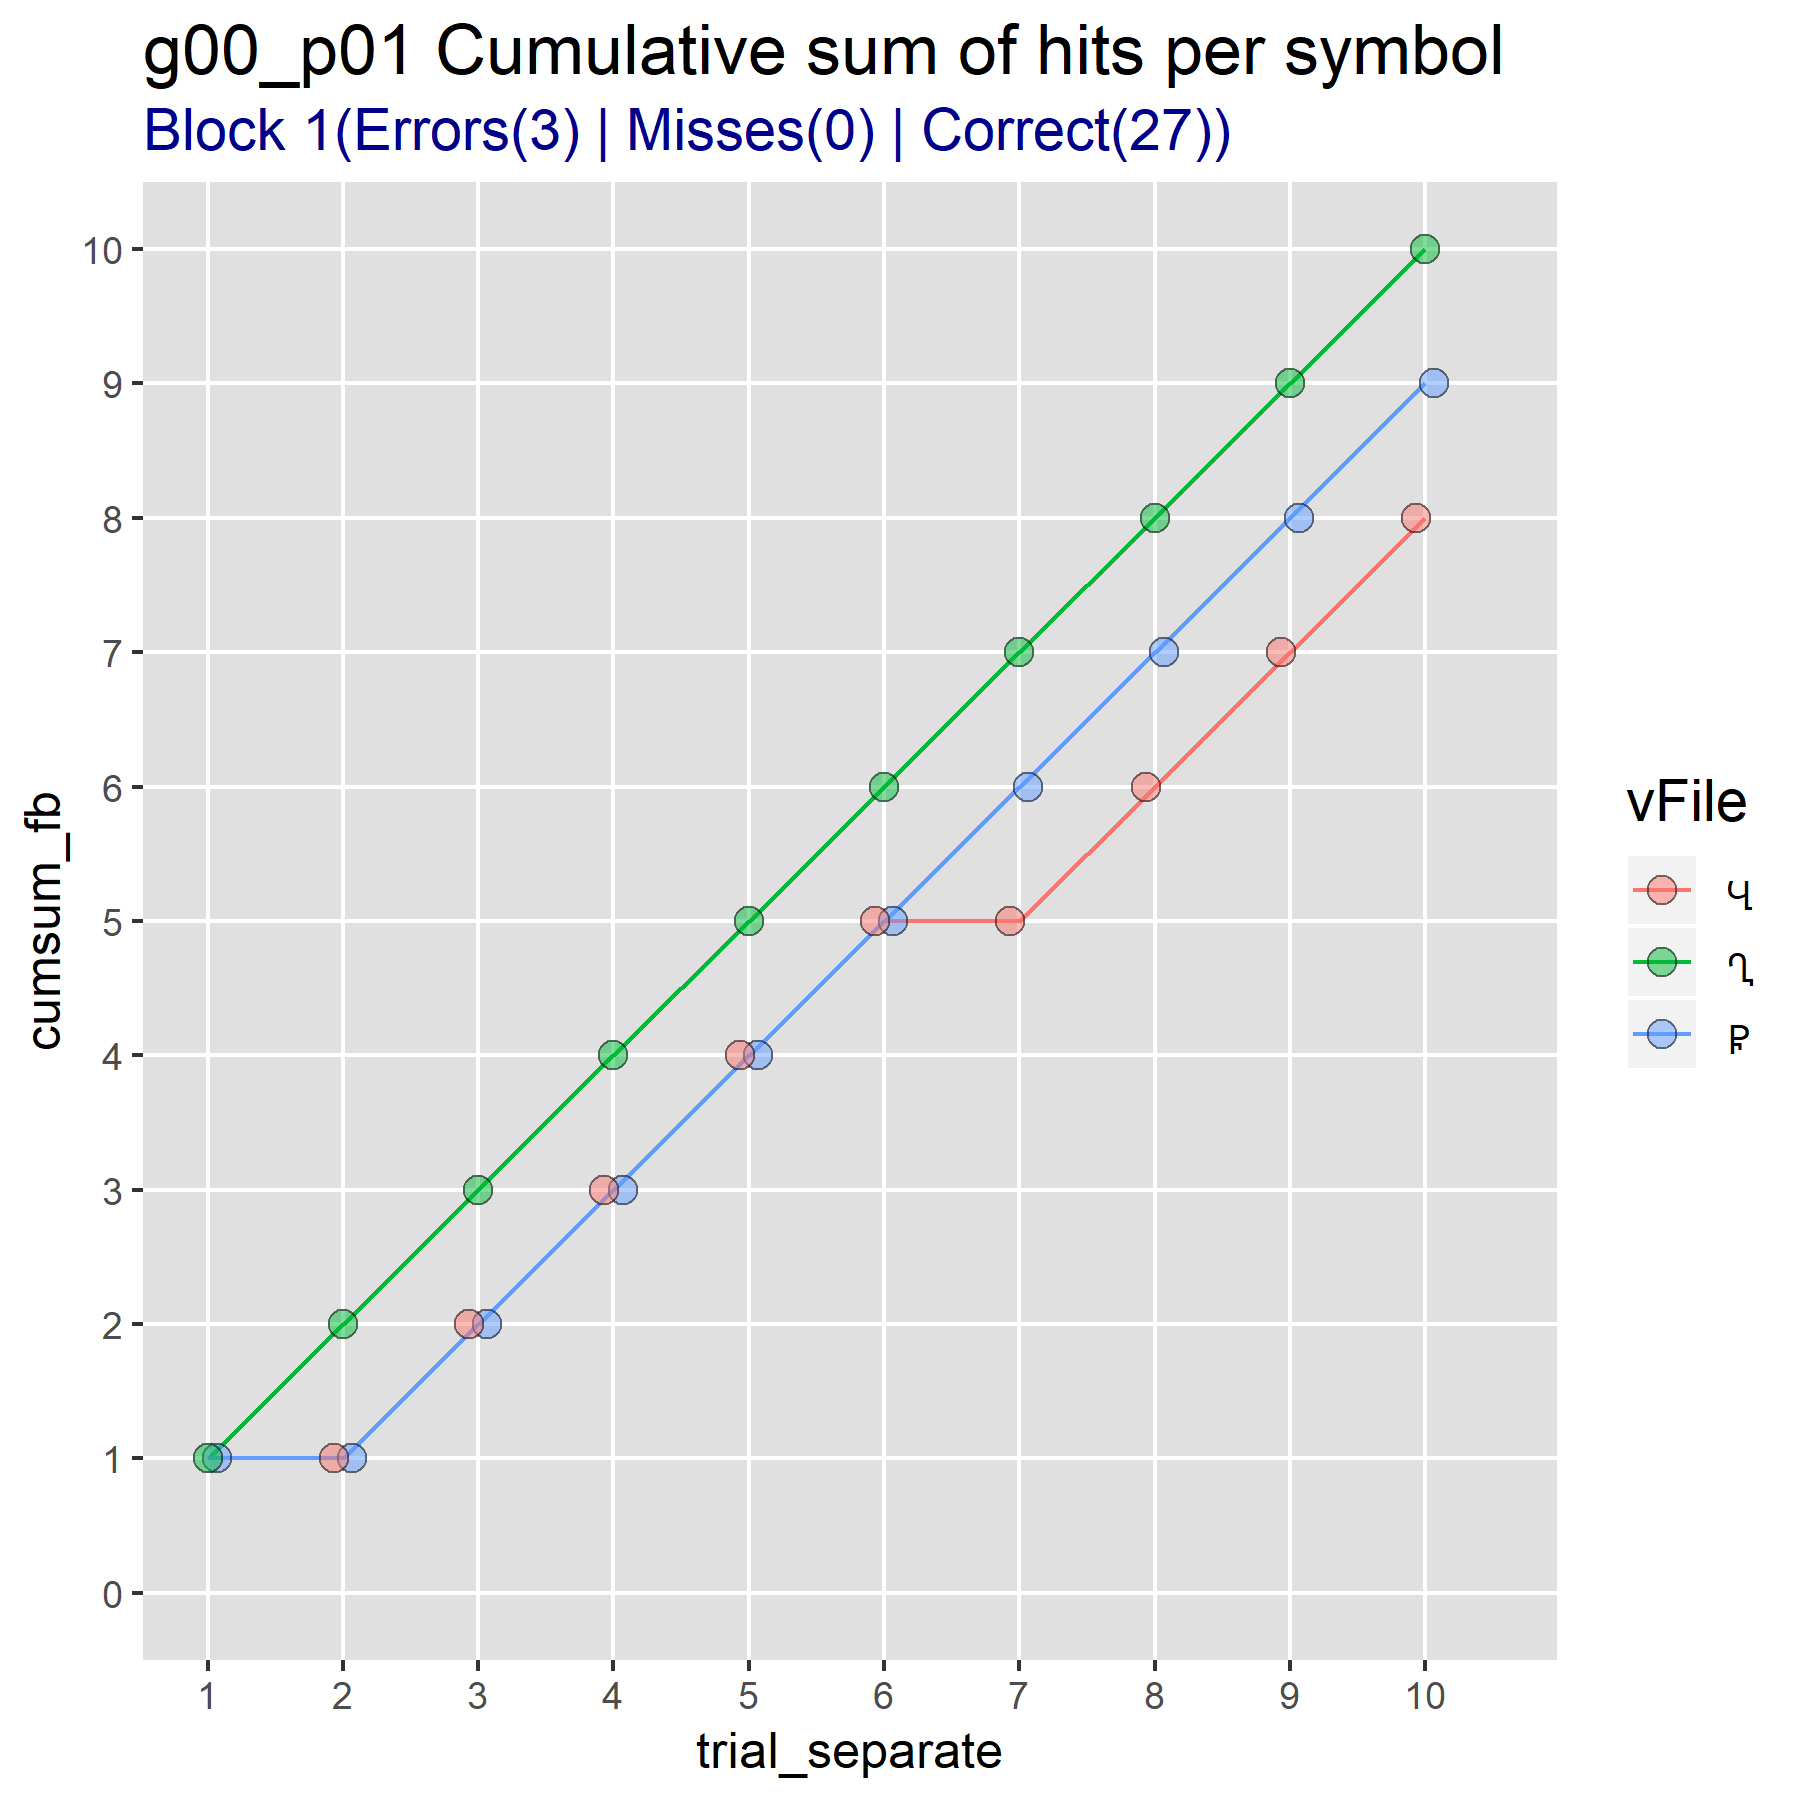 g00_p01 Cumulative sum of hits per symbol
Block 1(Errors(3) | Misses(0) | Correct(27))
10
9
8
7
6
5
4
3
2
1
0
cumsum_fb
1 2 3 4 5 6 7 8 9 10
trial_separate
vFile